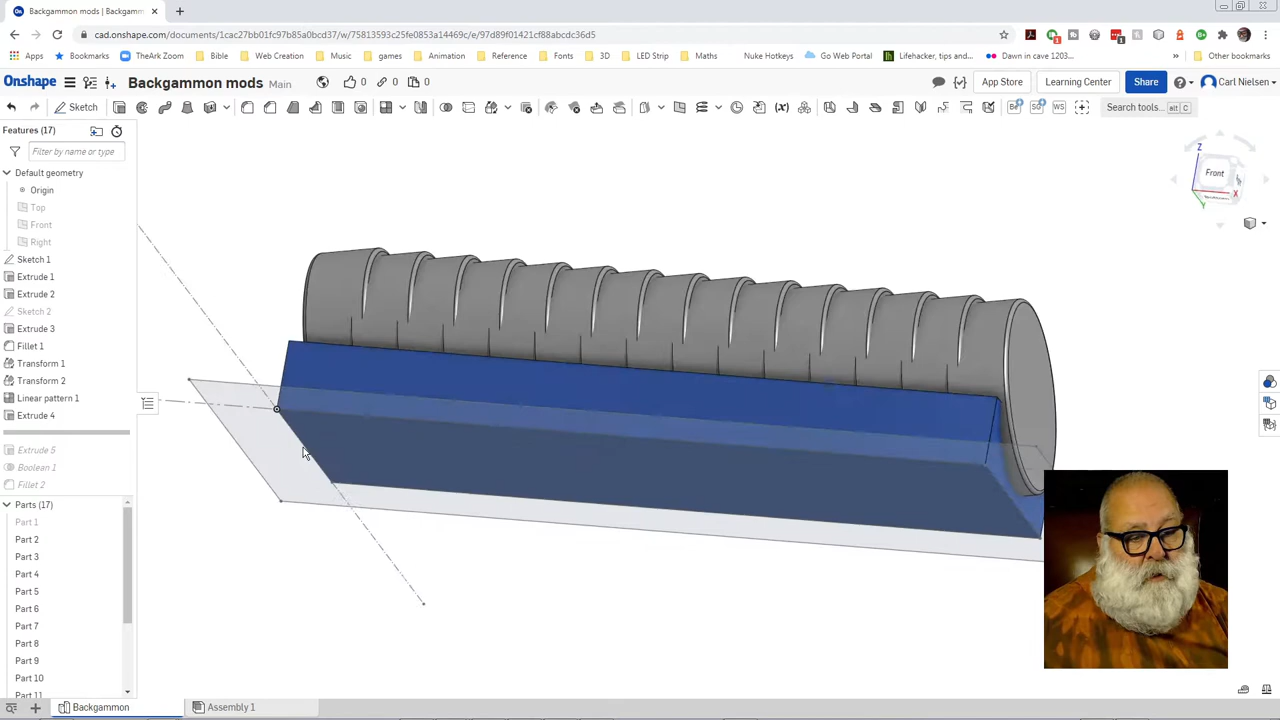 Backgammon mods | Backgammon
cad.onshape.com/documents/1cac27bb01fc97b85a0bcd37/w/75813593c25fe0853a14469c/e/97d89f01421cf88abcdc36d5
Apps Bookmarks TheArk Zoom Bible Web Creation Music games Animation Reference Fonts 3D LED Strip Maths Nuke Hotkey Go Web Portal Lifehacker, tips and... Dawn in cave 1203... Other bookmarks
Onshape Backgammon mods Main 0 0 0 App Store Learning Center Share Carl Nielsen
Sketch Search tools... alt C
Features (17)
Filter by name or type
Default geometry
Origin
Top
Front
Right
Sketch 1
Extrude 1
Extrude 2
Sketch 2
Extrude 3
Fillet 1
Transform 1
Transform 2
Linear pattern 1
Extrude 4
Extrude 5
Boolean 1
Fillet 2
Parts (17)
Part 1
Part 2
Part 3
Part 4
Part 5
Part 6
Part 7
Part 8
Part 9
Part 10
Part 11
Z
Front
X
Y
Backgammon Assembly 1